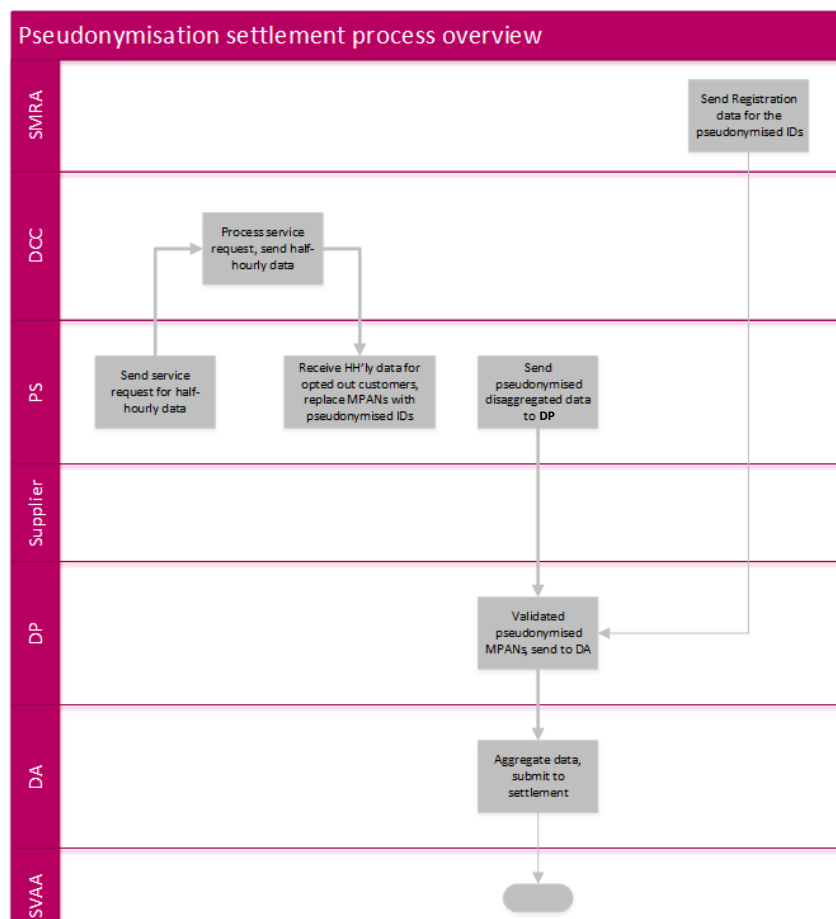 Pseudonymisation settlement process overview
SMRA
Send Registration
data for the
pseudonymised IDs
DCC
Process service
request, send half-
hourly data
PS
Send service
request for half-
hourly data
Receive HH'ly data for
opted out customers,
replace MPANs with
pseudonymised IDs
Send
pseudonymised
disaggregated data
to DP
Supplier
DP
Validated
pseudonymised
MPANs, send to DA
DA
Aggregate data,
submit to
settlement
SVAA